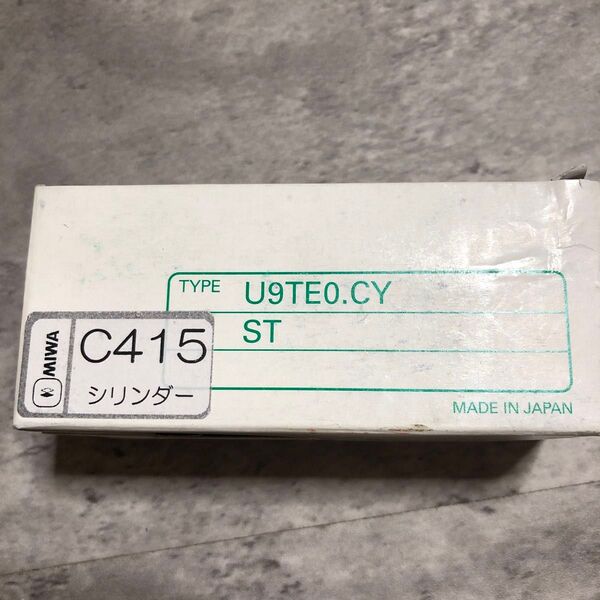 TYPE U9TE0.CY
ST
MIWA
C415
シリンダー
MADE IN JAPAN